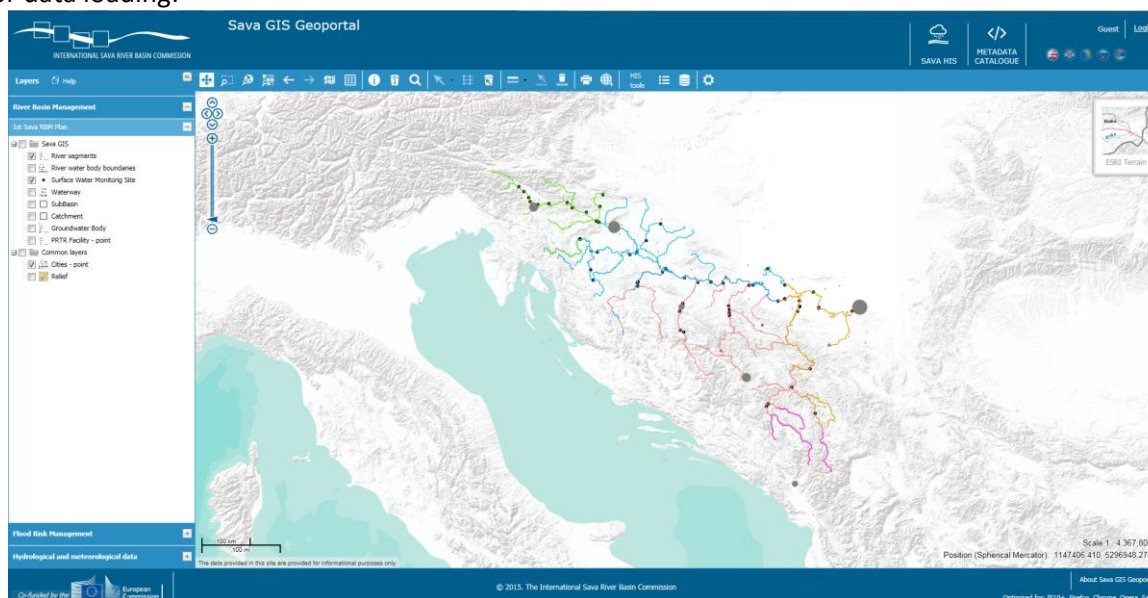 Sava GIS Geoportal
INTERNATIONAL SAVA RIVER BASIN COMMISSION
SAVA HIS
METADATA
CATALOGUE
Guest
Layers Help
HIS
tools
River Basin Management
1st Sava RBM Plan
Sava GIS
River segments
River water body boundaries
Surface Water Monitorig Site
Waterway
SubBasin
Catchment
Groundwater Body
PRTR Facility - point
Common layers
Cities - point
Relief
ESRI Terrain
Flood Risk Management
Hydrological and meteorological data
100 km
100 m
The data provided in this site are provided for informational purposes only.
Scale 1 : 4.367.80
Position (Spherical Mercator): 1147406.410, 5296948.27
Co-funded by the
European
Commission
© 2015. The International Sava River Basin Commission
About Sava GIS Geopor